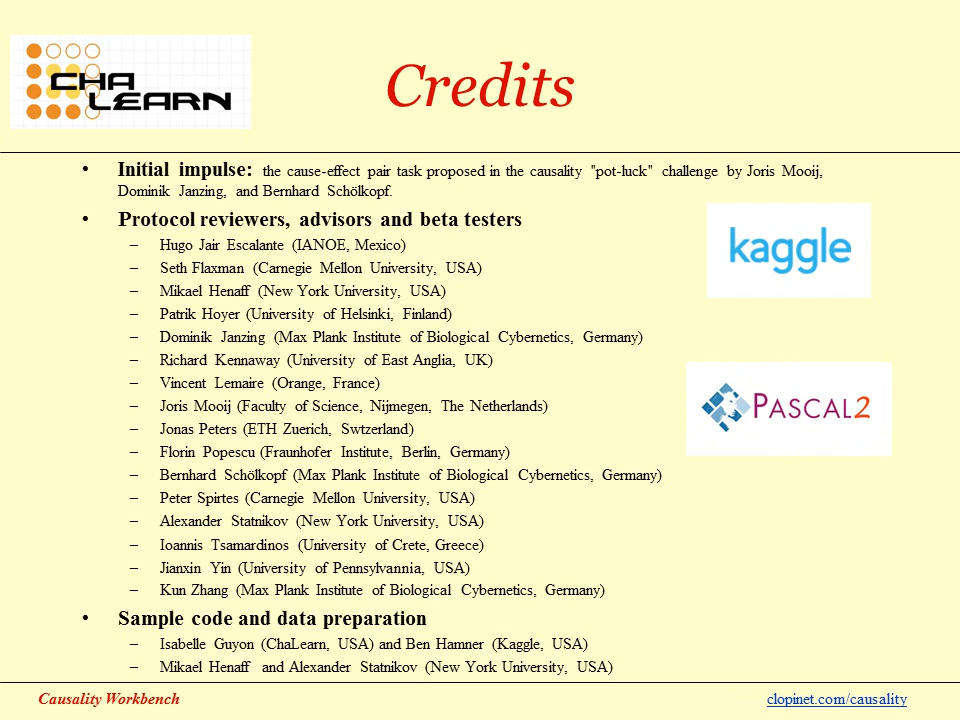 CHA
LEARN
Credits
• Initial impulse: the cause-effect pair task proposed in the causality "pot-luck" challenge by Joris Mooij,
Dominik Janzing, and Bernhard Schölkopf.
• Protocol reviewers, advisors and beta testers
– Hugo Jair Escalante (IANOE, Mexico)
– Seth Flaxman (Carnegie Mellon University, USA)
– Mikael Henaff (New York University, USA)
– Patrik Hoyer (University of Helsinki, Finland)
– Dominik Janzing (Max Plank Institute of Biological Cybernetics, Germany)
– Richard Kennaway (University of East Anglia, UK)
– Vincent Lemaire (Orange, France)
– Joris Mooij (Faculty of Science, Nijmegen, The Netherlands)
– Jonas Peters (ETH Zuerich, Swtzerland)
– Florin Popescu (Fraunhofer Institute, Berlin, Germany)
– Bernhard Schölkopf (Max Plank Institute of Biological Cybernetics, Germany)
– Peter Spirtes (Carnegie Mellon University, USA)
– Alexander Statnikov (New York University, USA)
– Ioannis Tsamardinos (University of Crete, Greece)
– Jianxin Yin (University of Pennsylvannia, USA)
– Kun Zhang (Max Plank Institute of Biological Cybernetics, Germany)
• Sample code and data preparation
– Isabelle Guyon (ChaLearn, USA) and Ben Hamner (Kaggle, USA)
– Mikael Henaff and Alexander Statnikov (New York University, USA)
kaggle
PASCAL2
Causality Workbench
clopinet.com/causality